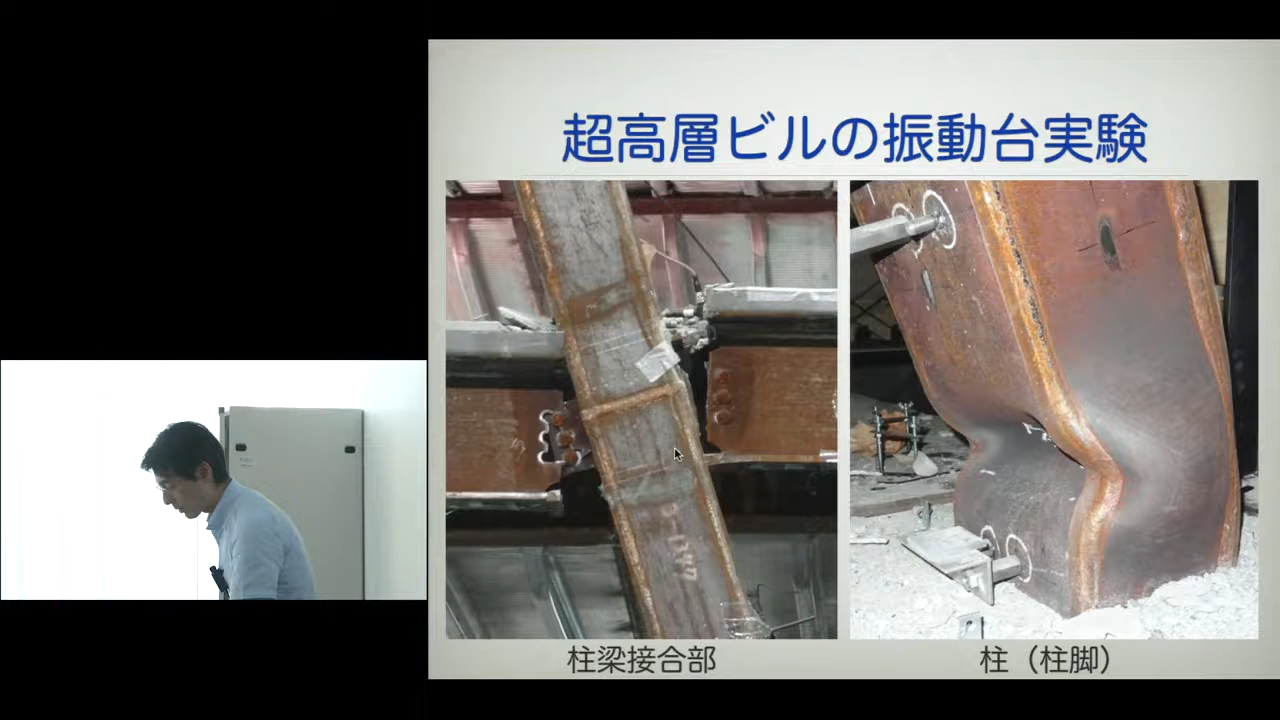 超高層ビルの振動台実験
柱梁接合部
柱（柱脚）